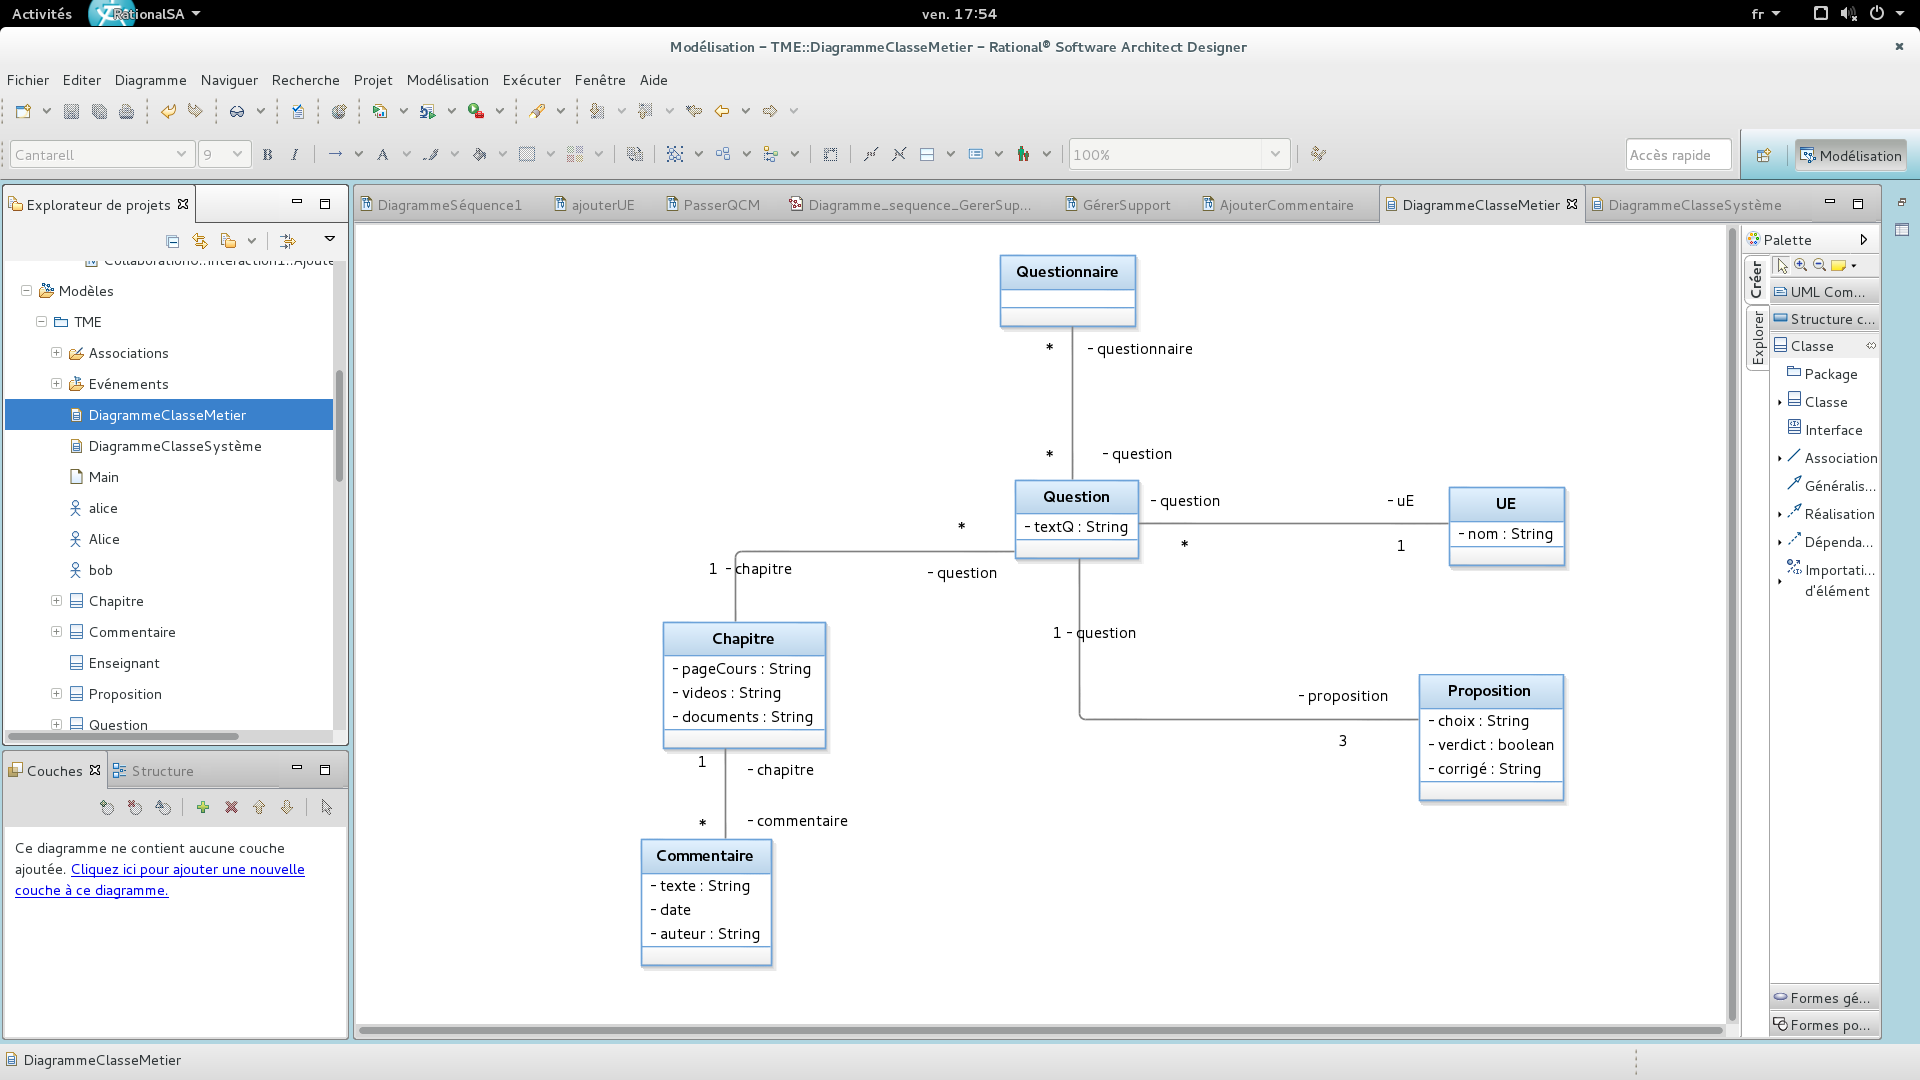 Activités
RationalSA
ven. 17:54
fr
Modélisation – TME::DiagrammeClasseMetier – Rational® Software Architect Designer
Fichier Editer Diagramme Naviguer Recherche Projet Modélisation Exécuter Fenêtre Aide
Cantarell 9 B I A 100% Accès rapide Modélisation
Explorateur de projets
DiagrammeSéquence1 ajouterUE PasserQCM Diagramme_sequence_GererSup... GérerSupport AjouterCommentaire DiagrammeClasseMetier DiagrammeClasseSystème
Modèles
TME
Associations
Evénements
DiagrammeClasseMetier
DiagrammeClasseSystème
Main
alice
Alice
bob
Chapitre
Commentaire
Enseignant
Proposition
Question
Couches Structure
Ce diagramme ne contient aucune couche
ajoutée. Cliquez ici pour ajouter une nouvelle
couche à ce diagramme.
Questionnaire
* - questionnaire
* - question
Question
- textQ : String
- question - uE
* 1
UE
- nom : String
*
- question
1 - chapitre
Chapitre
- pageCours : String
- videos : String
- documents : String
1 - chapitre
* - commentaire
Commentaire
- texte : String
- date
- auteur : String
1 - question
- proposition
3
Proposition
- choix : String
- verdict : boolean
- corrigé : String
Palette
Créer
Explorer
UML Com...
Structure c...
Classe
Package
Classe
Interface
Association
Généralis...
Réalisation
Dépenda...
Importati...
d'élément
Formes gé...
Formes po...
DiagrammeClasseMetier